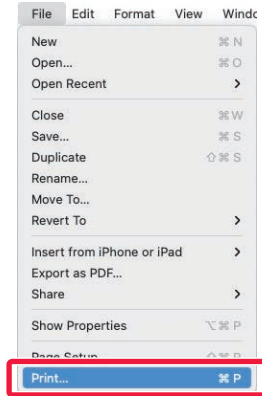 File Edit Format View Windo
New ⌘ N
Open... ⌘ O
Open Recent >
Close ⌘ W
Save... ⌘ S
Duplicate ⇧ ⌘ S
Rename...
Move To...
Revert To >
Insert from iPhone or iPad >
Export as PDF...
Share >
Show Properties ⌥ ⌘ P
Page Setup ⇧ ⌘ P
Print... ⌘ P